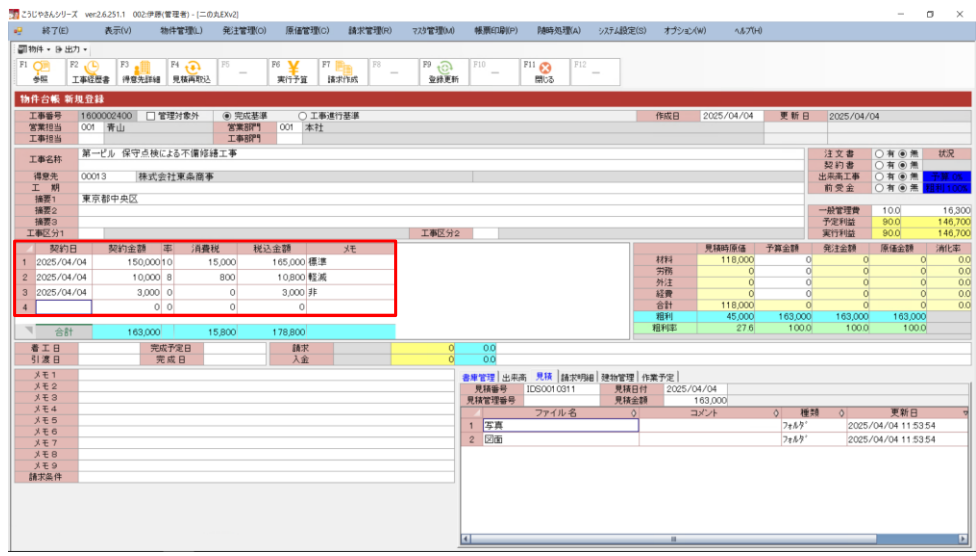 こうじやさんシリーズ ver.2.6.251.1 002:伊藤(管理者) - [二の丸EXv2]
終了(E) 表示(V) 物件管理(L) 発注管理(O) 原価管理(C) 請求管理(R) マスタ管理(M) 帳票印刷(P) 随時処理(A) システム設定(S) オプション(W) ヘルプ(H)
物件 出力
F1 参照 F2 工事経歴書 F3 得意先詳細 F4 見積再取込 F5 F6 実行予算 F7 請求作成 F8 F9 登録更新 F10 F11 閉じる F12
物件台帳 新規登録
工事番号 1600002400 管理対象外 完成基準 工事進行基準 作成日 2025/04/04 更新日 2025/04/04
営業担当 001 青山 営業部門 001 本社
工事担当 工事部門
工事名称 第一ビル 保守点検による不備修繕工事 注文書 有 無 状況
契約書 有 無
得意先 00013 株式会社東条商事 出来高工事 有 無
工 期 前受金 有 無
摘要1 東京都中央区
摘要2 一般管理費 10.0 16,300
摘要3 予定利益 90.0 146,700
工事区分1 工事区分2 実行利益 90.0 146,700
契約日 契約金額 率 消費税 税込金額 メモ
1 2025/04/04 150,000 10 15,000 165,000 標準
2 2025/04/04 10,000 8 800 10,800 軽減
3 2025/04/04 3,000 0 0 3,000 非
4 0 0 0 0
合計 163,000 15,800 178,800
見積時原価 予算金額 発注金額 原価金額 消化率
材料 118,000 0 0 0 0.0
労務 0 0 0 0 0.0
外注 0 0 0 0 0.0
経費 0 0 0 0 0.0
合計 118,000 0 0 0 0.0
粗利 45,000 163,000 163,000 163,000
粗利率 27.6 100.0 100.0 100.0
着工日 完成予定日 請求 0 0.0
引渡日 完成日 入金 0 0.0
メモ1
メモ2
メモ3
メモ4
メモ5
メモ6
メモ7
メモ8
メモ9
請求条件
書庫管理 出来高 見積 請求明細 建物管理 作業予定
見積番号 IDS0010311 見積日付 2025/04/04
見積管理番号 見積金額 163,000
ファイル名 コメント 種類 更新日
1 写真 フォルダ 2025/04/04 11:53:54
2 図面 フォルダ 2025/04/04 11:53:54